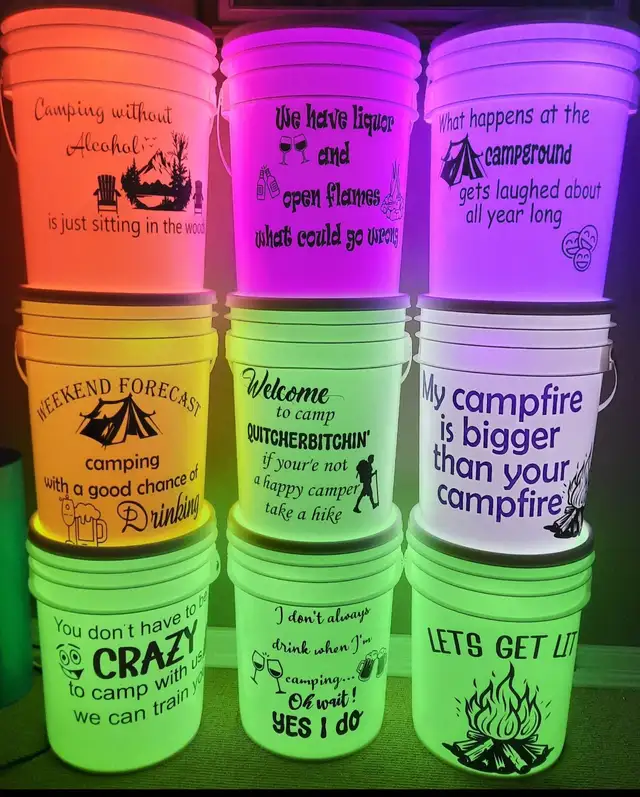 Camping without
Alcohol
is just sitting in the woods
We have liquor
and
open flames
what could go wrong
What happens at the
campground
gets laughed about
all year long
WEEKEND FORECAST
camping
with a good chance of
Drinking
Welcome
to camp
QUITCHERBITCHIN'
if your'e not
a happy camper
take a hike
My campfire
is bigger
than your
campfire
You don't have to be
CRAZY
to camp with us
we can train you
I don't always
drink when I'm
camping...
Oh wait!
YES I DO
LETS GET LIT